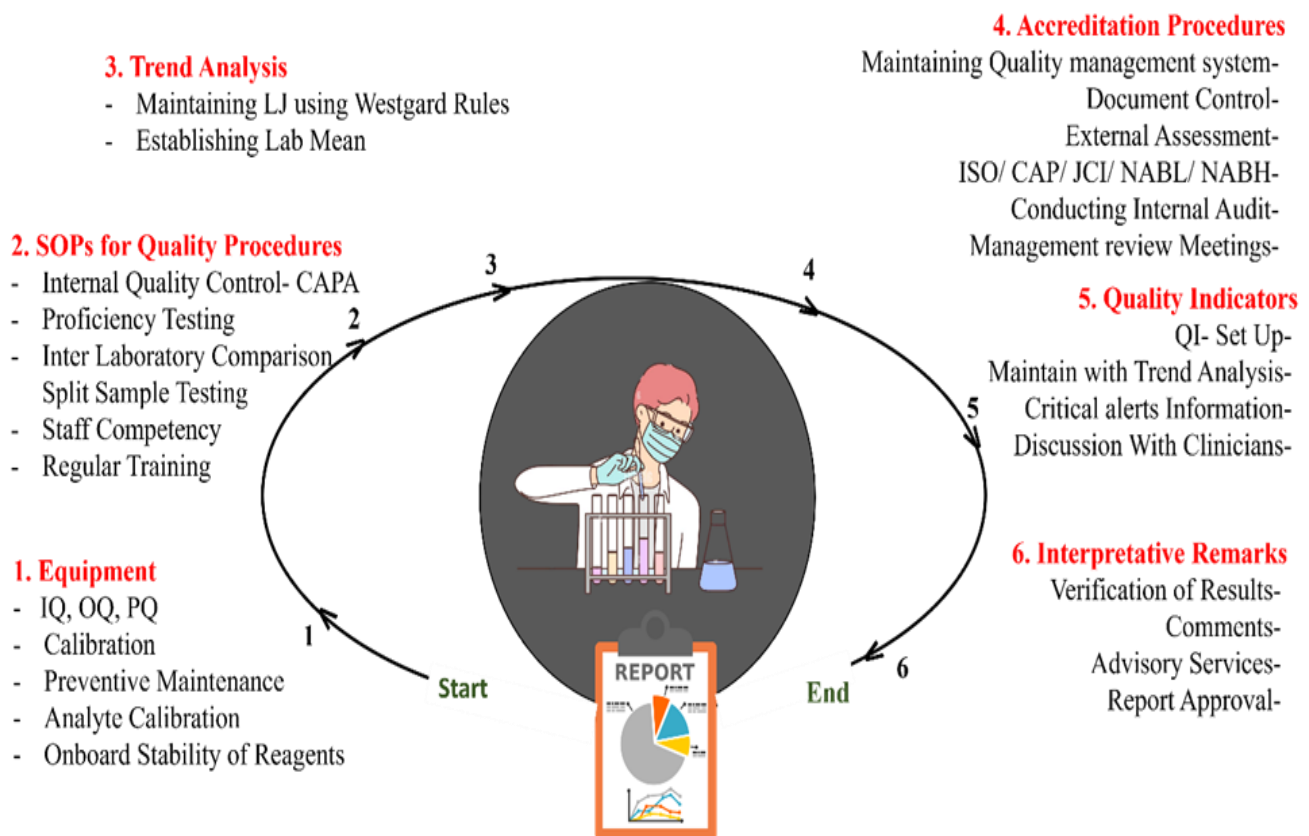 3. Trend Analysis
- Maintaining LJ using Westgard Rules
- Establishing Lab Mean
4. Accreditation Procedures
Maintaining Quality management system-
Document Control-
External Assessment-
ISO/ CAP/ JCI/ NABL/ NABH-
Conducting Internal Audit-
Management review Meetings-
2. SOPs for Quality Procedures
- Internal Quality Control- CAPA
- Proficiency Testing
- Inter Laboratory Comparison
Split Sample Testing
- Staff Competency
- Regular Training
5. Quality Indicators
QI- Set Up-
Maintain with Trend Analysis-
Critical alerts Information-
Discussion With Clinicians-
1. Equipment
- IQ, OQ, PQ
- Calibration
- Preventive Maintenance
- Analyte Calibration
- Onboard Stability of Reagents
6. Interpretative Remarks
Verification of Results-
Comments-
Advisory Services-
Report Approval-
1
2
3
4
5
6
Start
End
REPORT